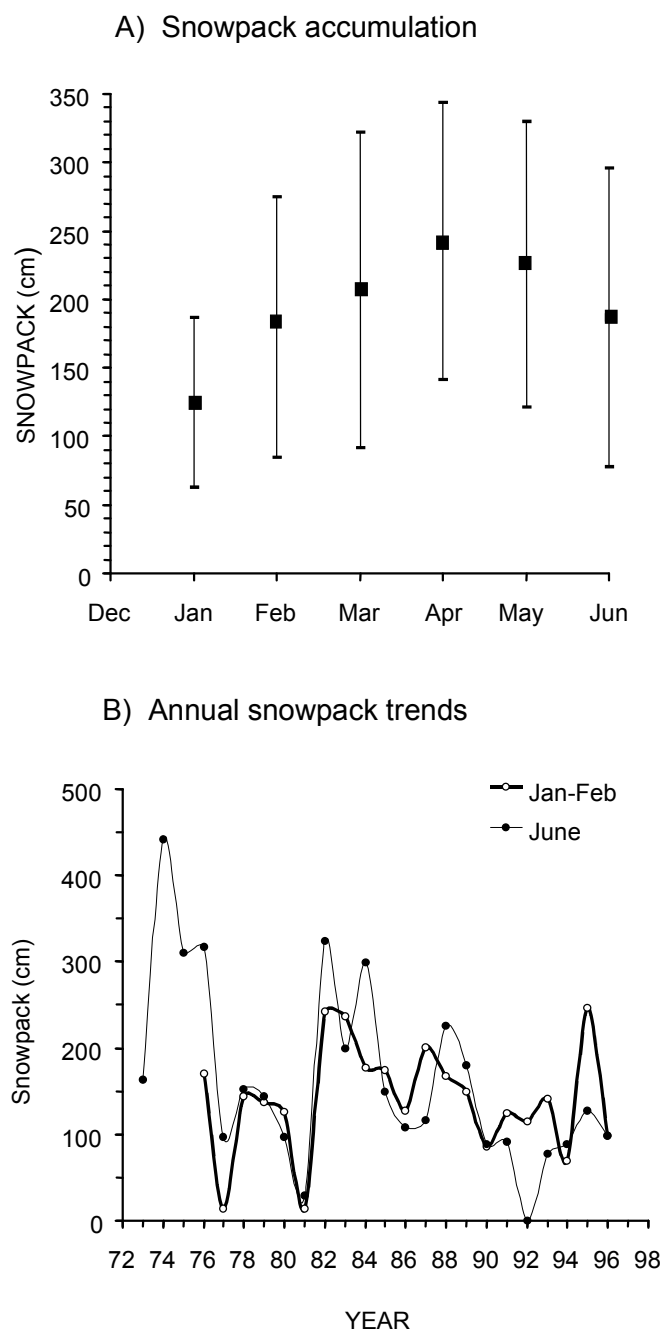 A) Snowpack accumulation
350
300
250
200
150
100
50
0
SNOWPACK (cm)
Dec Jan Feb Mar Apr May Jun
B) Annual snowpack trends
500
400
300
200
100
0
Snowpack (cm)
Jan-Feb
June
72 74 76 78 80 82 84 86 88 90 92 94 96 98
YEAR